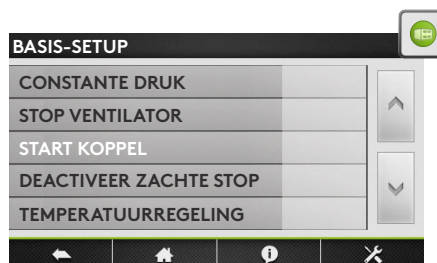 BASIS-SETUP
CONSTANTE DRUK
STOP VENTILATOR
START KOPPEL
DEACTIVEER ZACHTE STOP
TEMPERATUURREGELING